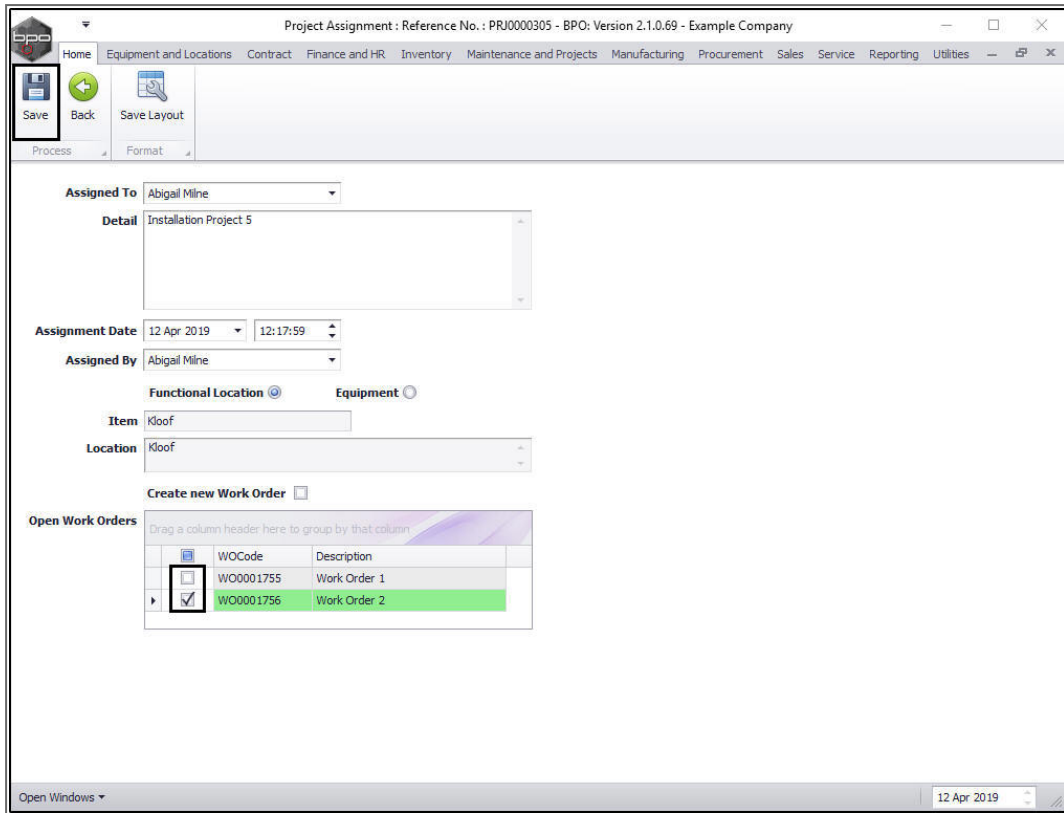 Project Assignment : Reference No. : PRJ0000305 - BPO: Version 2.1.0.69 - Example Company
bpo
Home Equipment and Locations Contract Finance and HR Inventory Maintenance and Projects Manufacturing Procurement Sales Service Reporting Utilities
Save Back Save Layout
Process Format
Assigned To Abigail Milne
Detail Installation Project 5
Assignment Date 12 Apr 2019 12:17:59
Assigned By Abigail Milne
Functional Location Equipment
Item Kloof
Location Kloof
Create new Work Order
Open Work Orders
Drag a column header here to group by that column
WOCode Description
WO0001755 Work Order 1
WO0001756 Work Order 2
Open Windows 12 Apr 2019